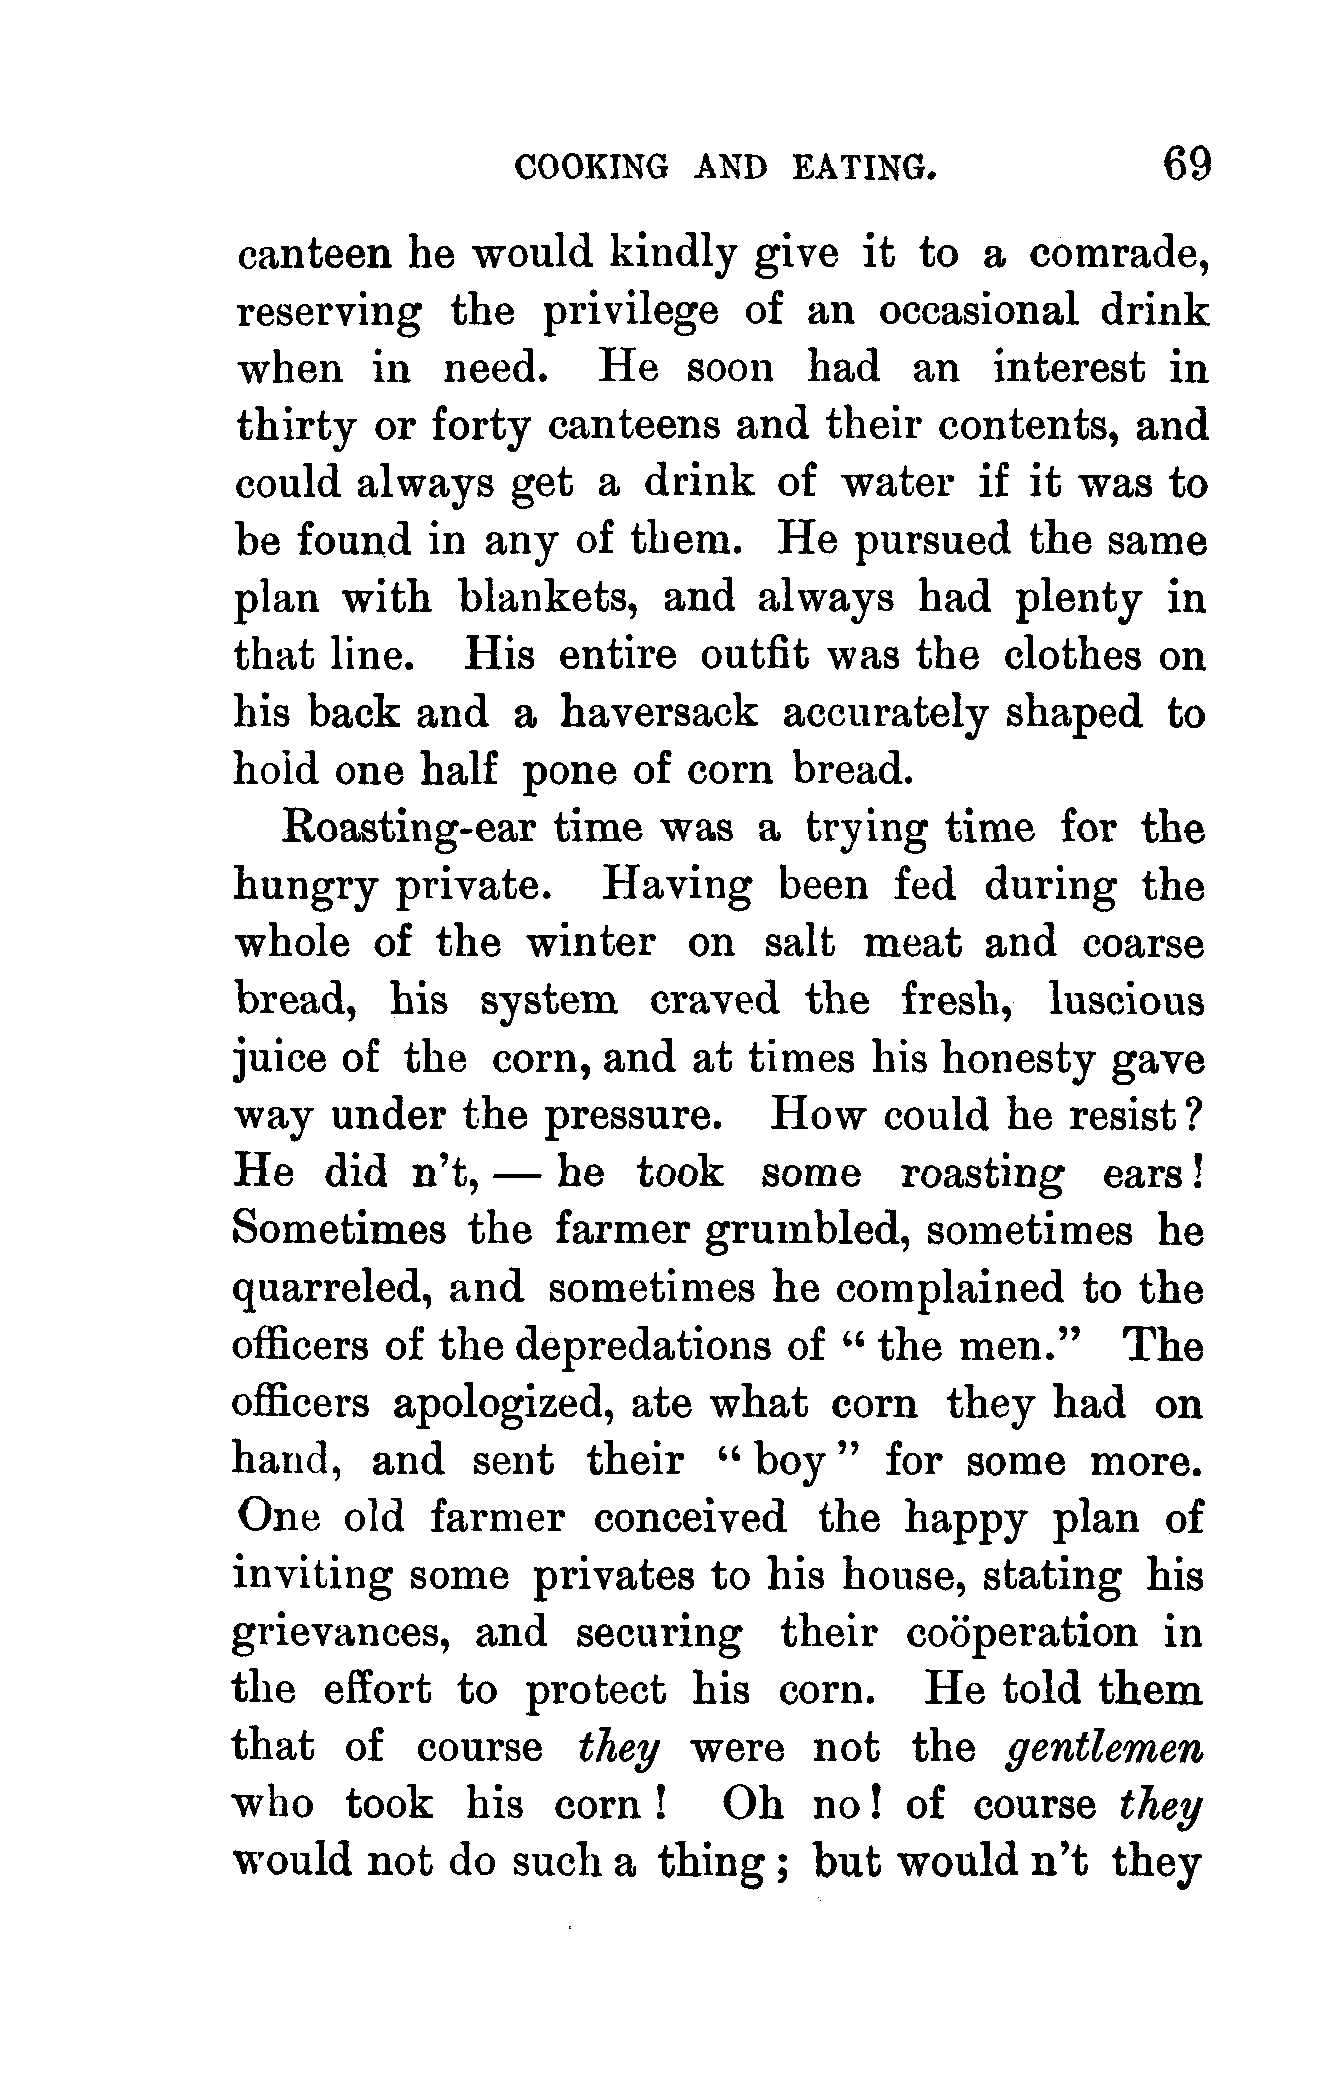 COOKING AND EATING. 69
canteen he would kindly give it to a comrade,
reserving the privilege of an occasional drink
when in need. He soon had an interest in
thirty or forty canteens and their contents, and
could always get a drink of water if it was to
be found in any of them. He pursued the same
plan with blankets, and always had plenty in
that line. His entire outfit was the clothes on
his back and a haversack accurately shaped to
hold one half pone of corn bread.
Roasting-ear time was a trying time for the
hungry private. Having been fed during the
whole of the winter on salt meat and coarse
bread, his system craved the fresh, luscious
juice of the corn, and at times his honesty gave
way under the pressure. How could he resist?
He did n't, — he took some roasting ears!
Sometimes the farmer grumbled, sometimes he
quarreled, and sometimes he complained to the
officers of the depredations of “ the men.” The
officers apologized, ate what corn they had on
hand, and sent their “ boy ” for some more.
One old farmer conceived the happy plan of
inviting some privates to his house, stating his
grievances, and securing their coöperation in
the effort to protect his corn. He told them
that of course they were not the gentlemen
who took his corn ! Oh no! of course they
would not do such a thing ; but would n't they